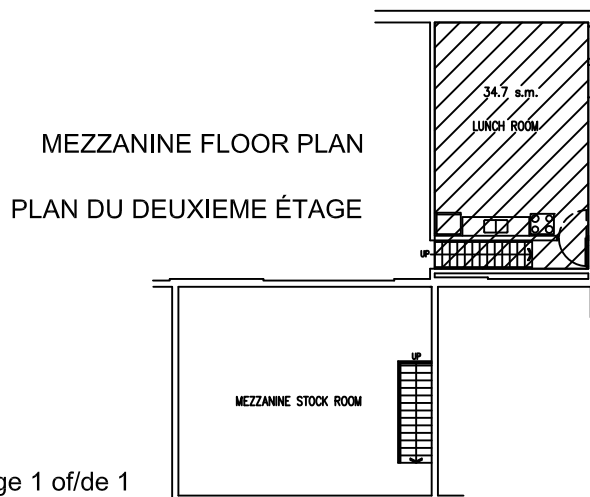 34.7 s.m.
LUNCH ROOM
MEZZANINE FLOOR PLAN
PLAN DU DEUXIEME ÉTAGE
UP
UP
MEZZANINE STOCK ROOM
ge 1 of/de 1